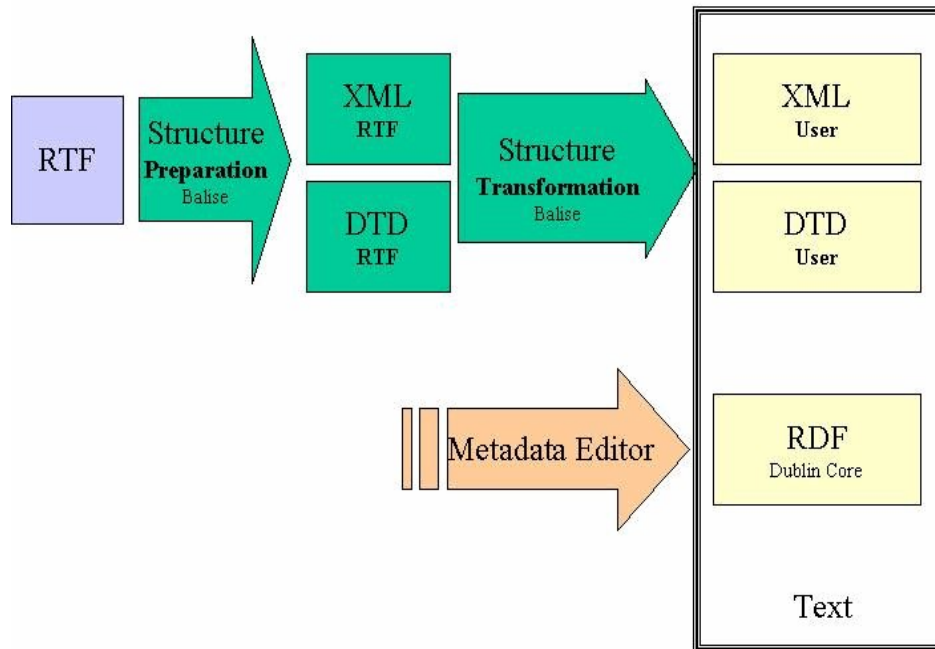 RTF
Structure
Preparation
Balise
XML
RTF
DTD
RTF
Structure
Transformation
Balise
XML
User
DTD
User
Metadata Editor
RDF
Dublin Core
Text